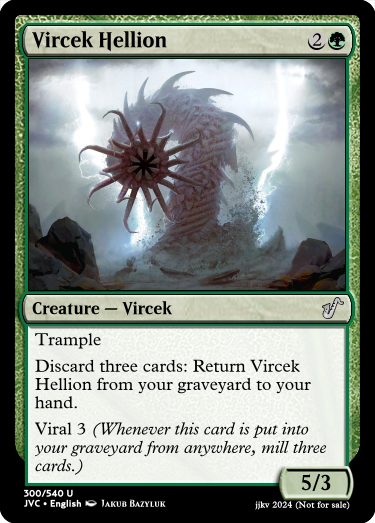 Vircek Hellion 2
Creature — Vircek
Trample
Discard three cards: Return Vircek
Hellion from your graveyard to your
hand.
Viral 3 (Whenever this card is put into
your graveyard from anywhere, mill three
cards.)
5/3
300/540 U
JVC • English Jakub Bazyluk
jjkv 2024 (Not for sale)